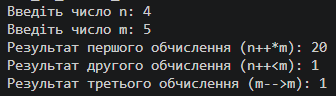 Введіть число n: 4
Введіть число m: 5
Результат першого обчислення (n++*m): 20
Результат другого обчислення (n++<m): 1
Результат третього обчислення (m-->m): 1